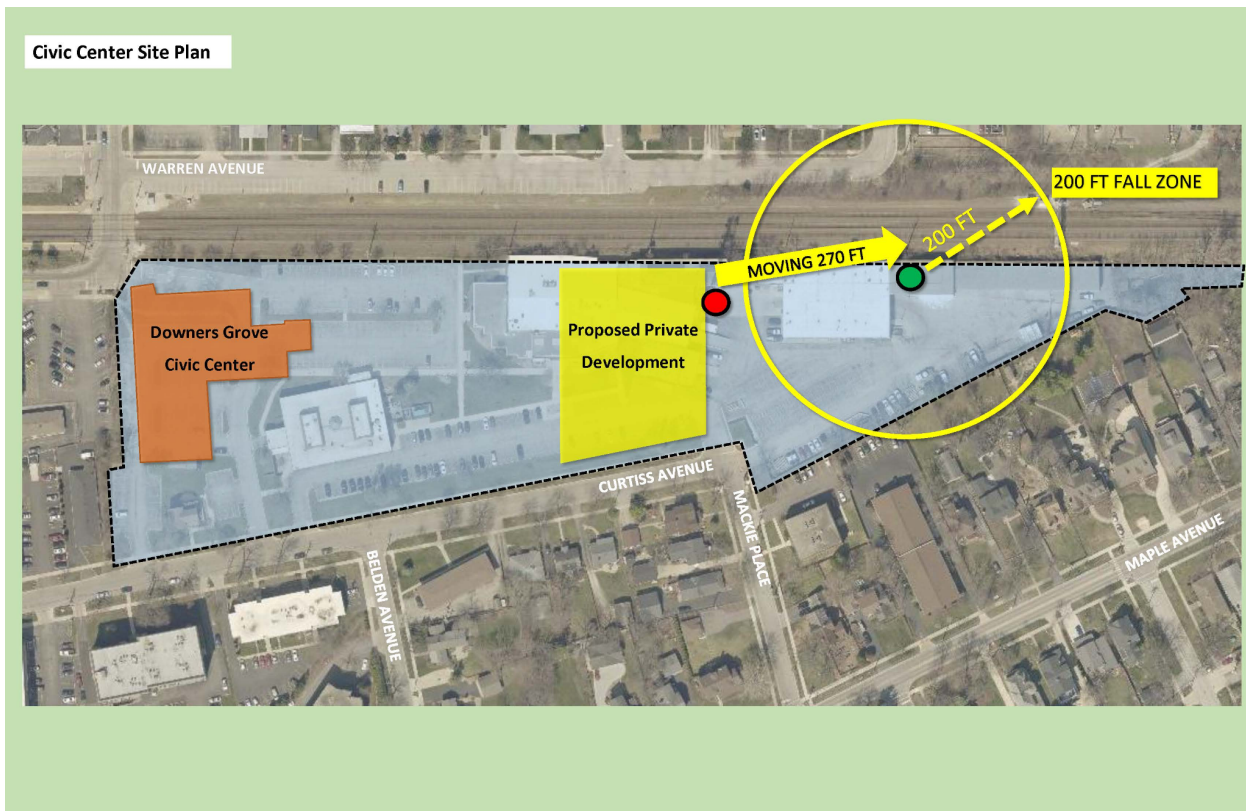 Civic Center Site Plan
WARREN AVENUE
200 FT FALL ZONE
200 FT
MOVING 270 FT
Downers Grove
Civic Center
Proposed Private
Development
CURTISS AVENUE
MACKIE PLACE
MAPLE AVENUE
BELDEN AVENUE